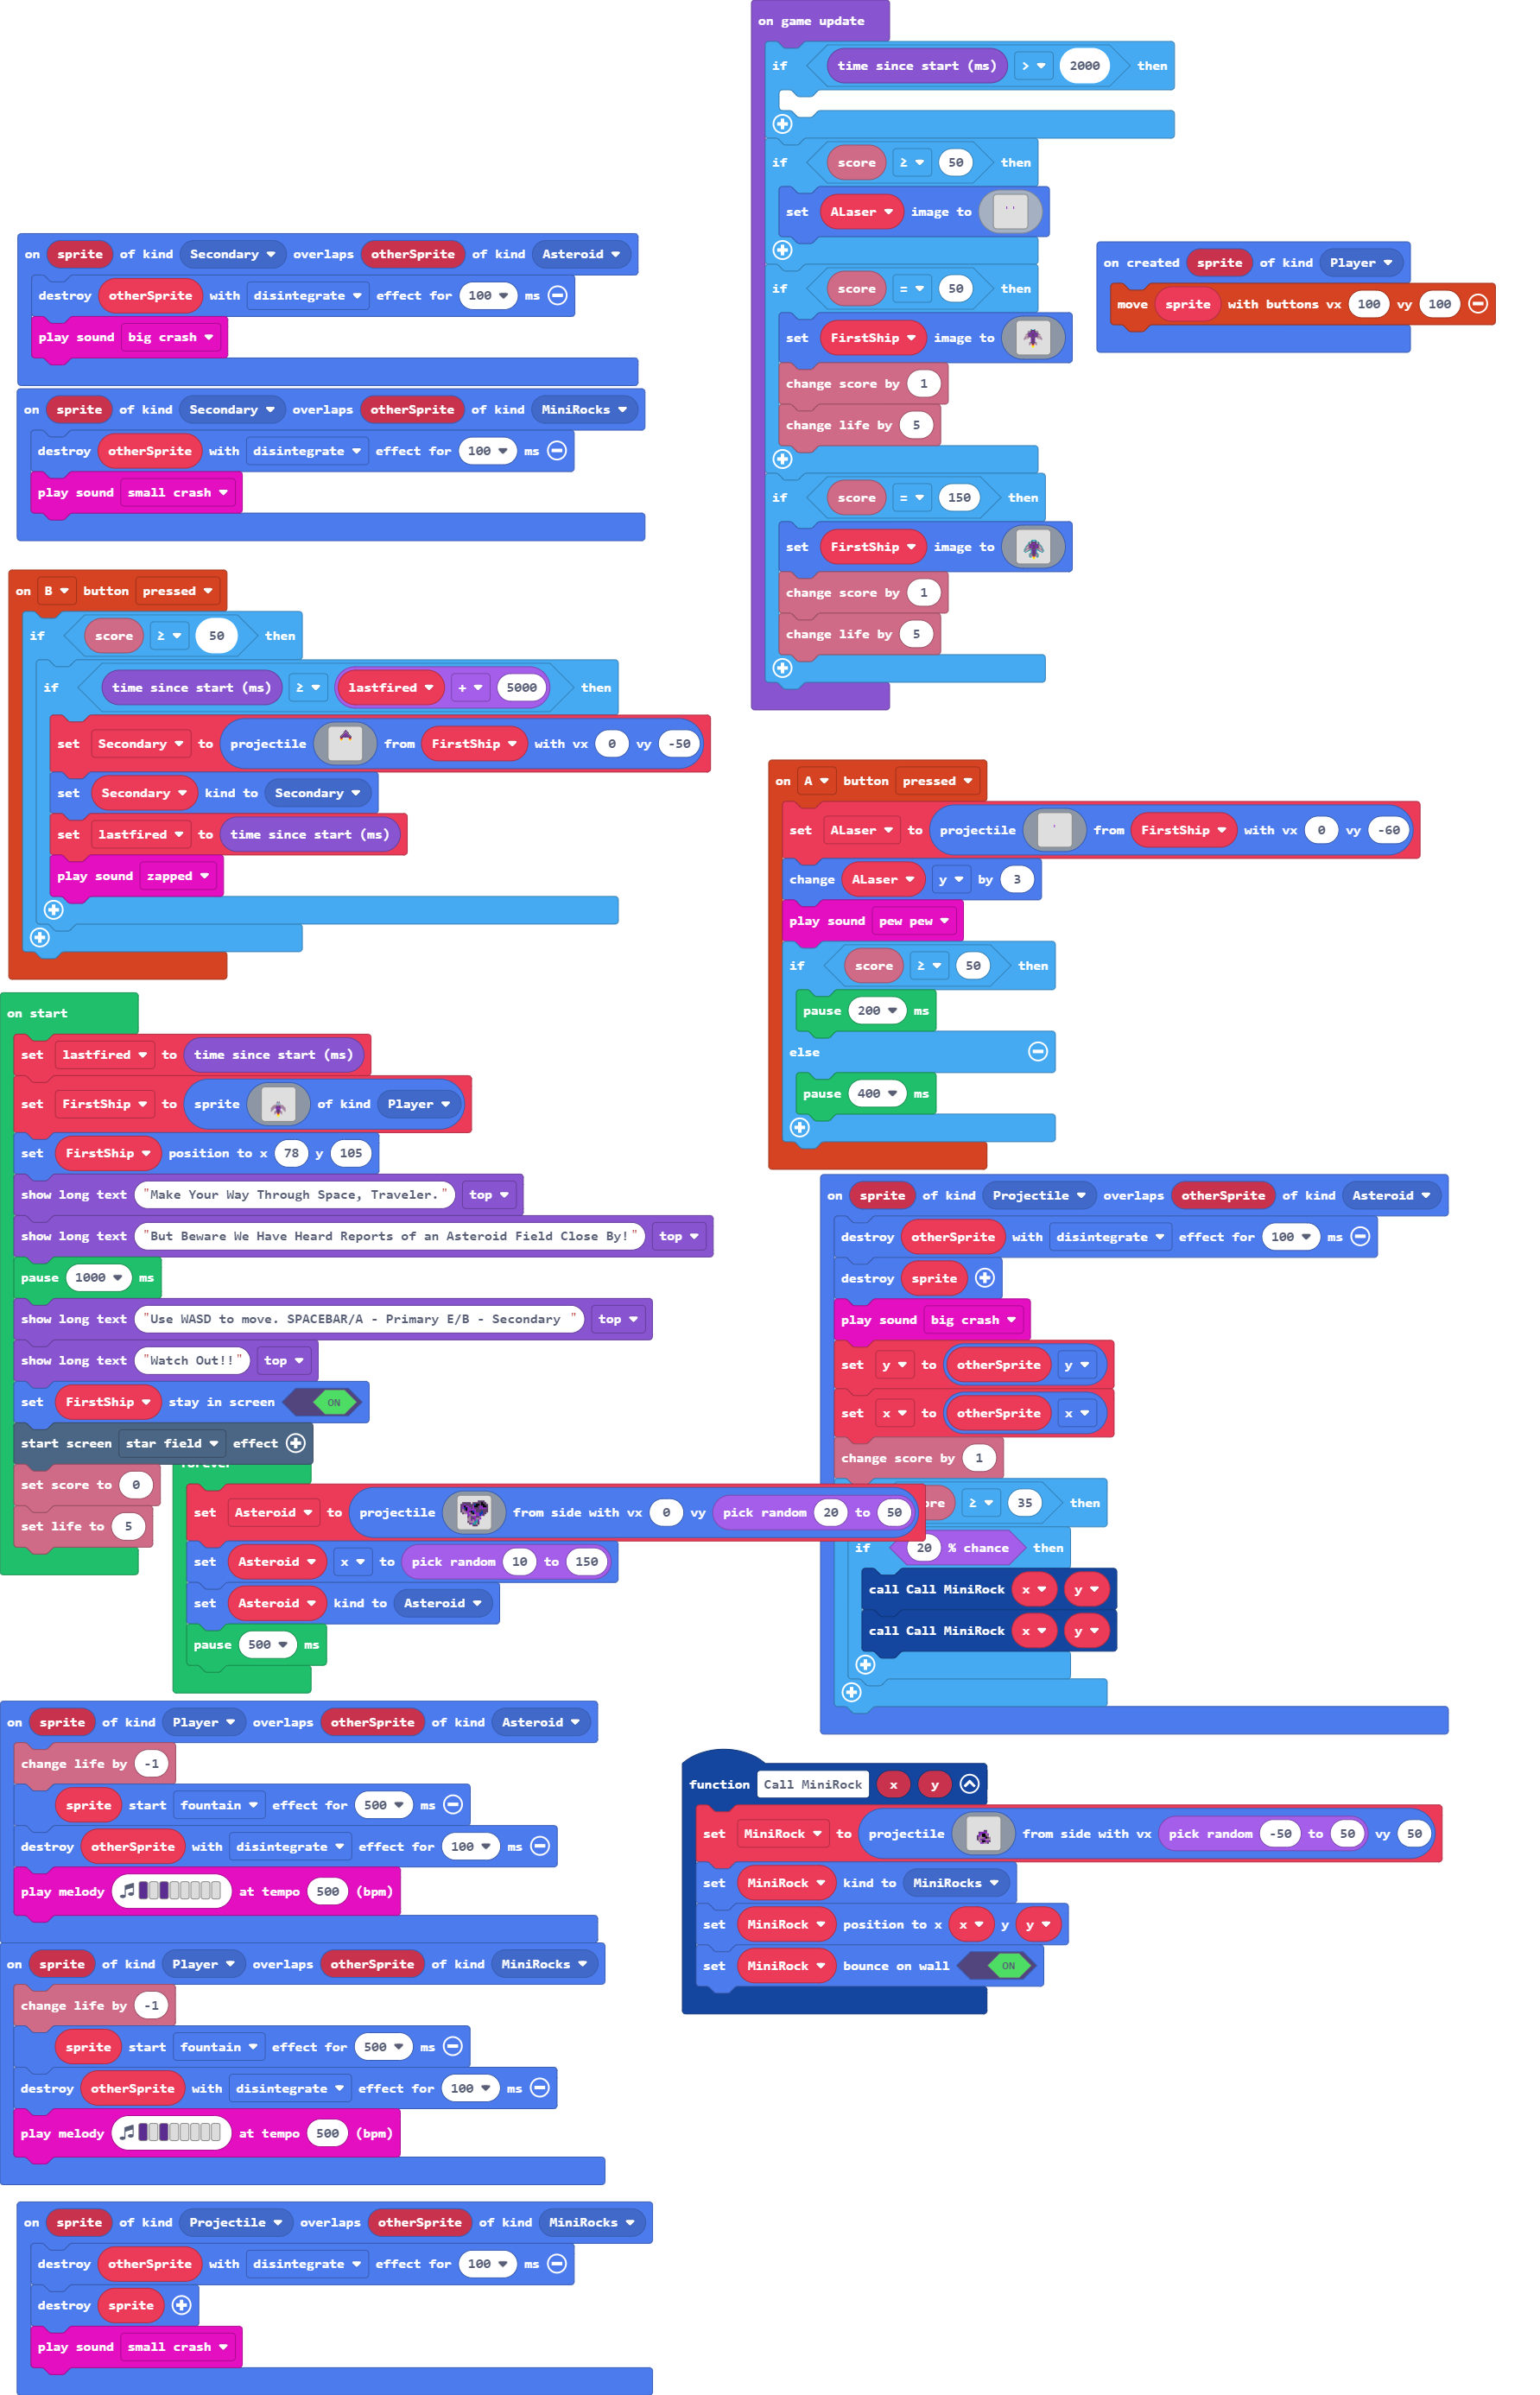 on sprite of kind Secondary overlaps otherSprite of kind Asteroid
destroy otherSprite with disintegrate effect for 100 ms
play sound big crash
on sprite of kind Secondary overlaps otherSprite of kind MiniRocks
destroy otherSprite with disintegrate effect for 100 ms
play sound small crash
on B button pressed
if score ≥ 50 then
if time since start (ms) ≥ lastfired + 5000 then
set Secondary to projectile from FirstShip with vx 0 vy -50
set Secondary kind to Secondary
set lastfired to time since start (ms)
play sound zapped
on start
set lastfired to time since start (ms)
set FirstShip to sprite of kind Player
set FirstShip position to x 78 y 105
show long text "Make Your Way Through Space, Traveler." top
show long text "But Beware We Have Heard Reports of an Asteroid Field Close By!" top
pause 1000 ms
show long text "Use WASD to move. SPACEBAR/A - Primary E/B - Secondary " top
show long text "Watch Out!!" top
set FirstShip stay in screen ON
start screen star field effect
set score to 0
set life to 5
forever
set Asteroid to projectile from side with vx 0 vy pick random 20 to 50
set Asteroid x to pick random 10 to 150
set Asteroid kind to Asteroid
pause 500 ms
on sprite of kind Player overlaps otherSprite of kind Asteroid
change life by -1
sprite start fountain effect for 500 ms
destroy otherSprite with disintegrate effect for 100 ms
play melody at tempo 500 (bpm)
on sprite of kind Player overlaps otherSprite of kind MiniRocks
change life by -1
sprite start fountain effect for 500 ms
destroy otherSprite with disintegrate effect for 100 ms
play melody at tempo 500 (bpm)
on sprite of kind Projectile overlaps otherSprite of kind MiniRocks
destroy otherSprite with disintegrate effect for 100 ms
destroy sprite
play sound small crash
on game update
if time since start (ms) > 2000 then
if score ≥ 50 then
set ALaser image to
if score = 50 then
set FirstShip image to
change score by 1
change life by 5
if score = 150 then
set FirstShip image to
change score by 1
change life by 5
on created sprite of kind Player
move sprite with buttons vx 100 vy 100
on A button pressed
set ALaser to projectile from FirstShip with vx 0 vy -60
change ALaser y by 3
play sound pew pew
if score ≥ 50 then
pause 200 ms
else
pause 400 ms
on sprite of kind Projectile overlaps otherSprite of kind Asteroid
destroy otherSprite with disintegrate effect for 100 ms
destroy sprite
play sound big crash
set y to otherSprite y
set x to otherSprite x
change score by 1
ore ≥ 35 then
if 20 % chance then
call Call MiniRock x y
call Call MiniRock x y
function Call MiniRock x y
set MiniRock to projectile from side with vx pick random -50 to 50 vy 50
set MiniRock kind to MiniRocks
set MiniRock position to x x y y
set MiniRock bounce on wall ON